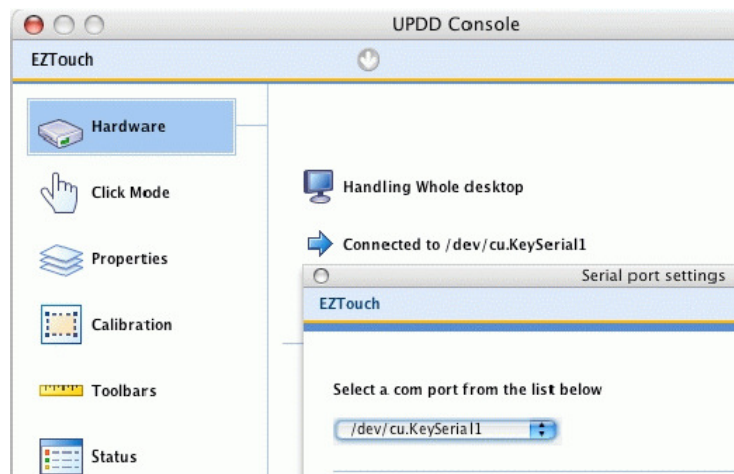 UPDD Console
EZTouch
Hardware
Click Mode
Handling Whole desktop
Connected to /dev/cu.KeySerial1
Properties
Serial port settings
EZTouch
Calibration
Select a com port from the list below
Toolbars
/dev/cu.KeySerial1
Status